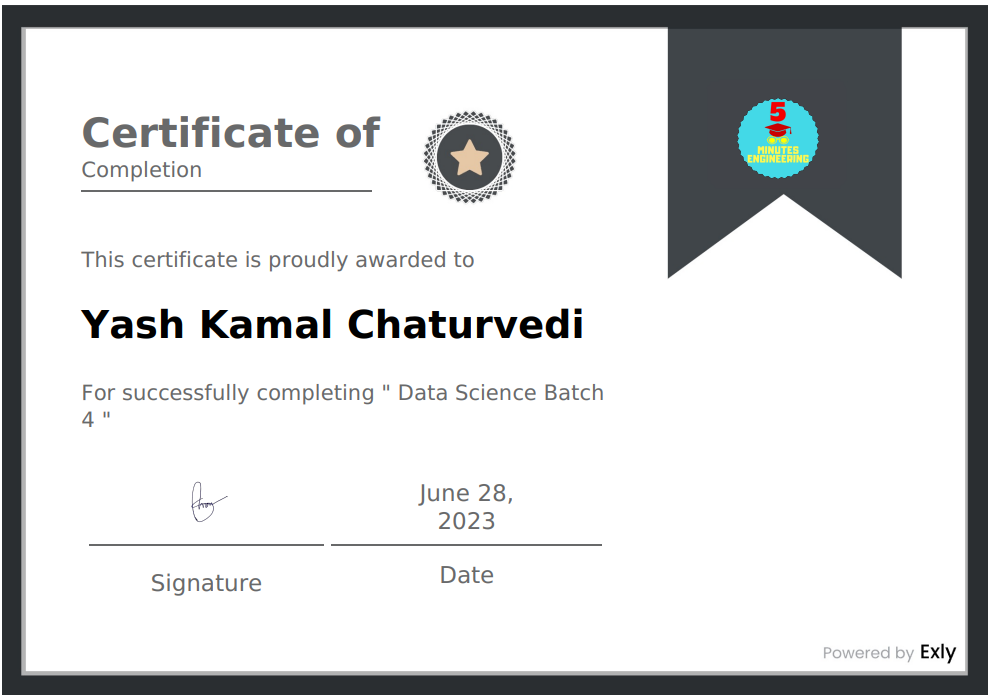 Certificate of
Completion
5
MINUTES
ENGINEERING
This certificate is proudly awarded to
Yash Kamal Chaturvedi
For successfully completing " Data Science Batch
4 "
June 28,
2023
Signature
Date
Powered by Exly